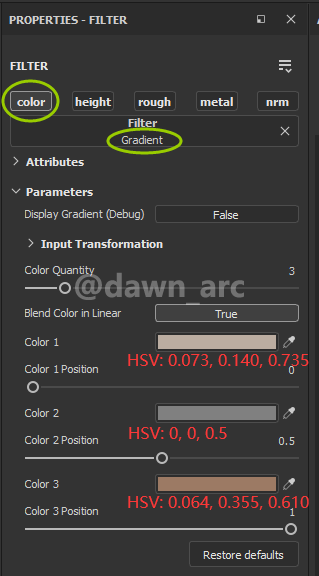 PROPERTIES - FILTER
FILTER
color height rough metal nrm
Filter
Gradient
Attributes
Parameters
Display Gradient (Debug) False
Input Transformation
Color Quantity 3
@dawn_arc
Blend Color in Linear True
Color 1
HSV: 0.073, 0.140, 0.735
Color 1 Position 0
Color 2
HSV: 0, 0, 0.5
Color 2 Position 0.5
Color 3
HSV: 0.064, 0.355, 0.610
Color 3 Position 1
Restore defaults